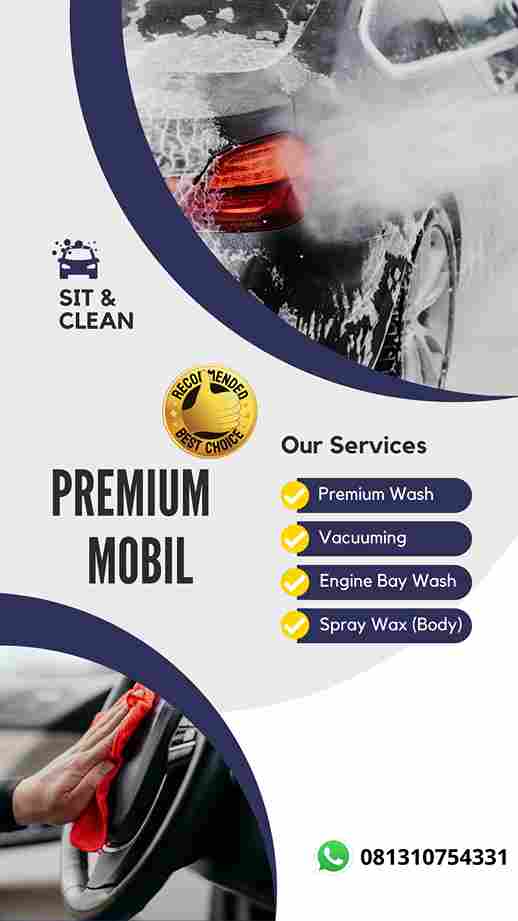 SIT &
CLEAN
RECOMMENDED
BEST CHOICE
PREMIUM
MOBIL
Our Services
Premium Wash
Vacuuming
Engine Bay Wash
Spray Wax (Body)
081310754331